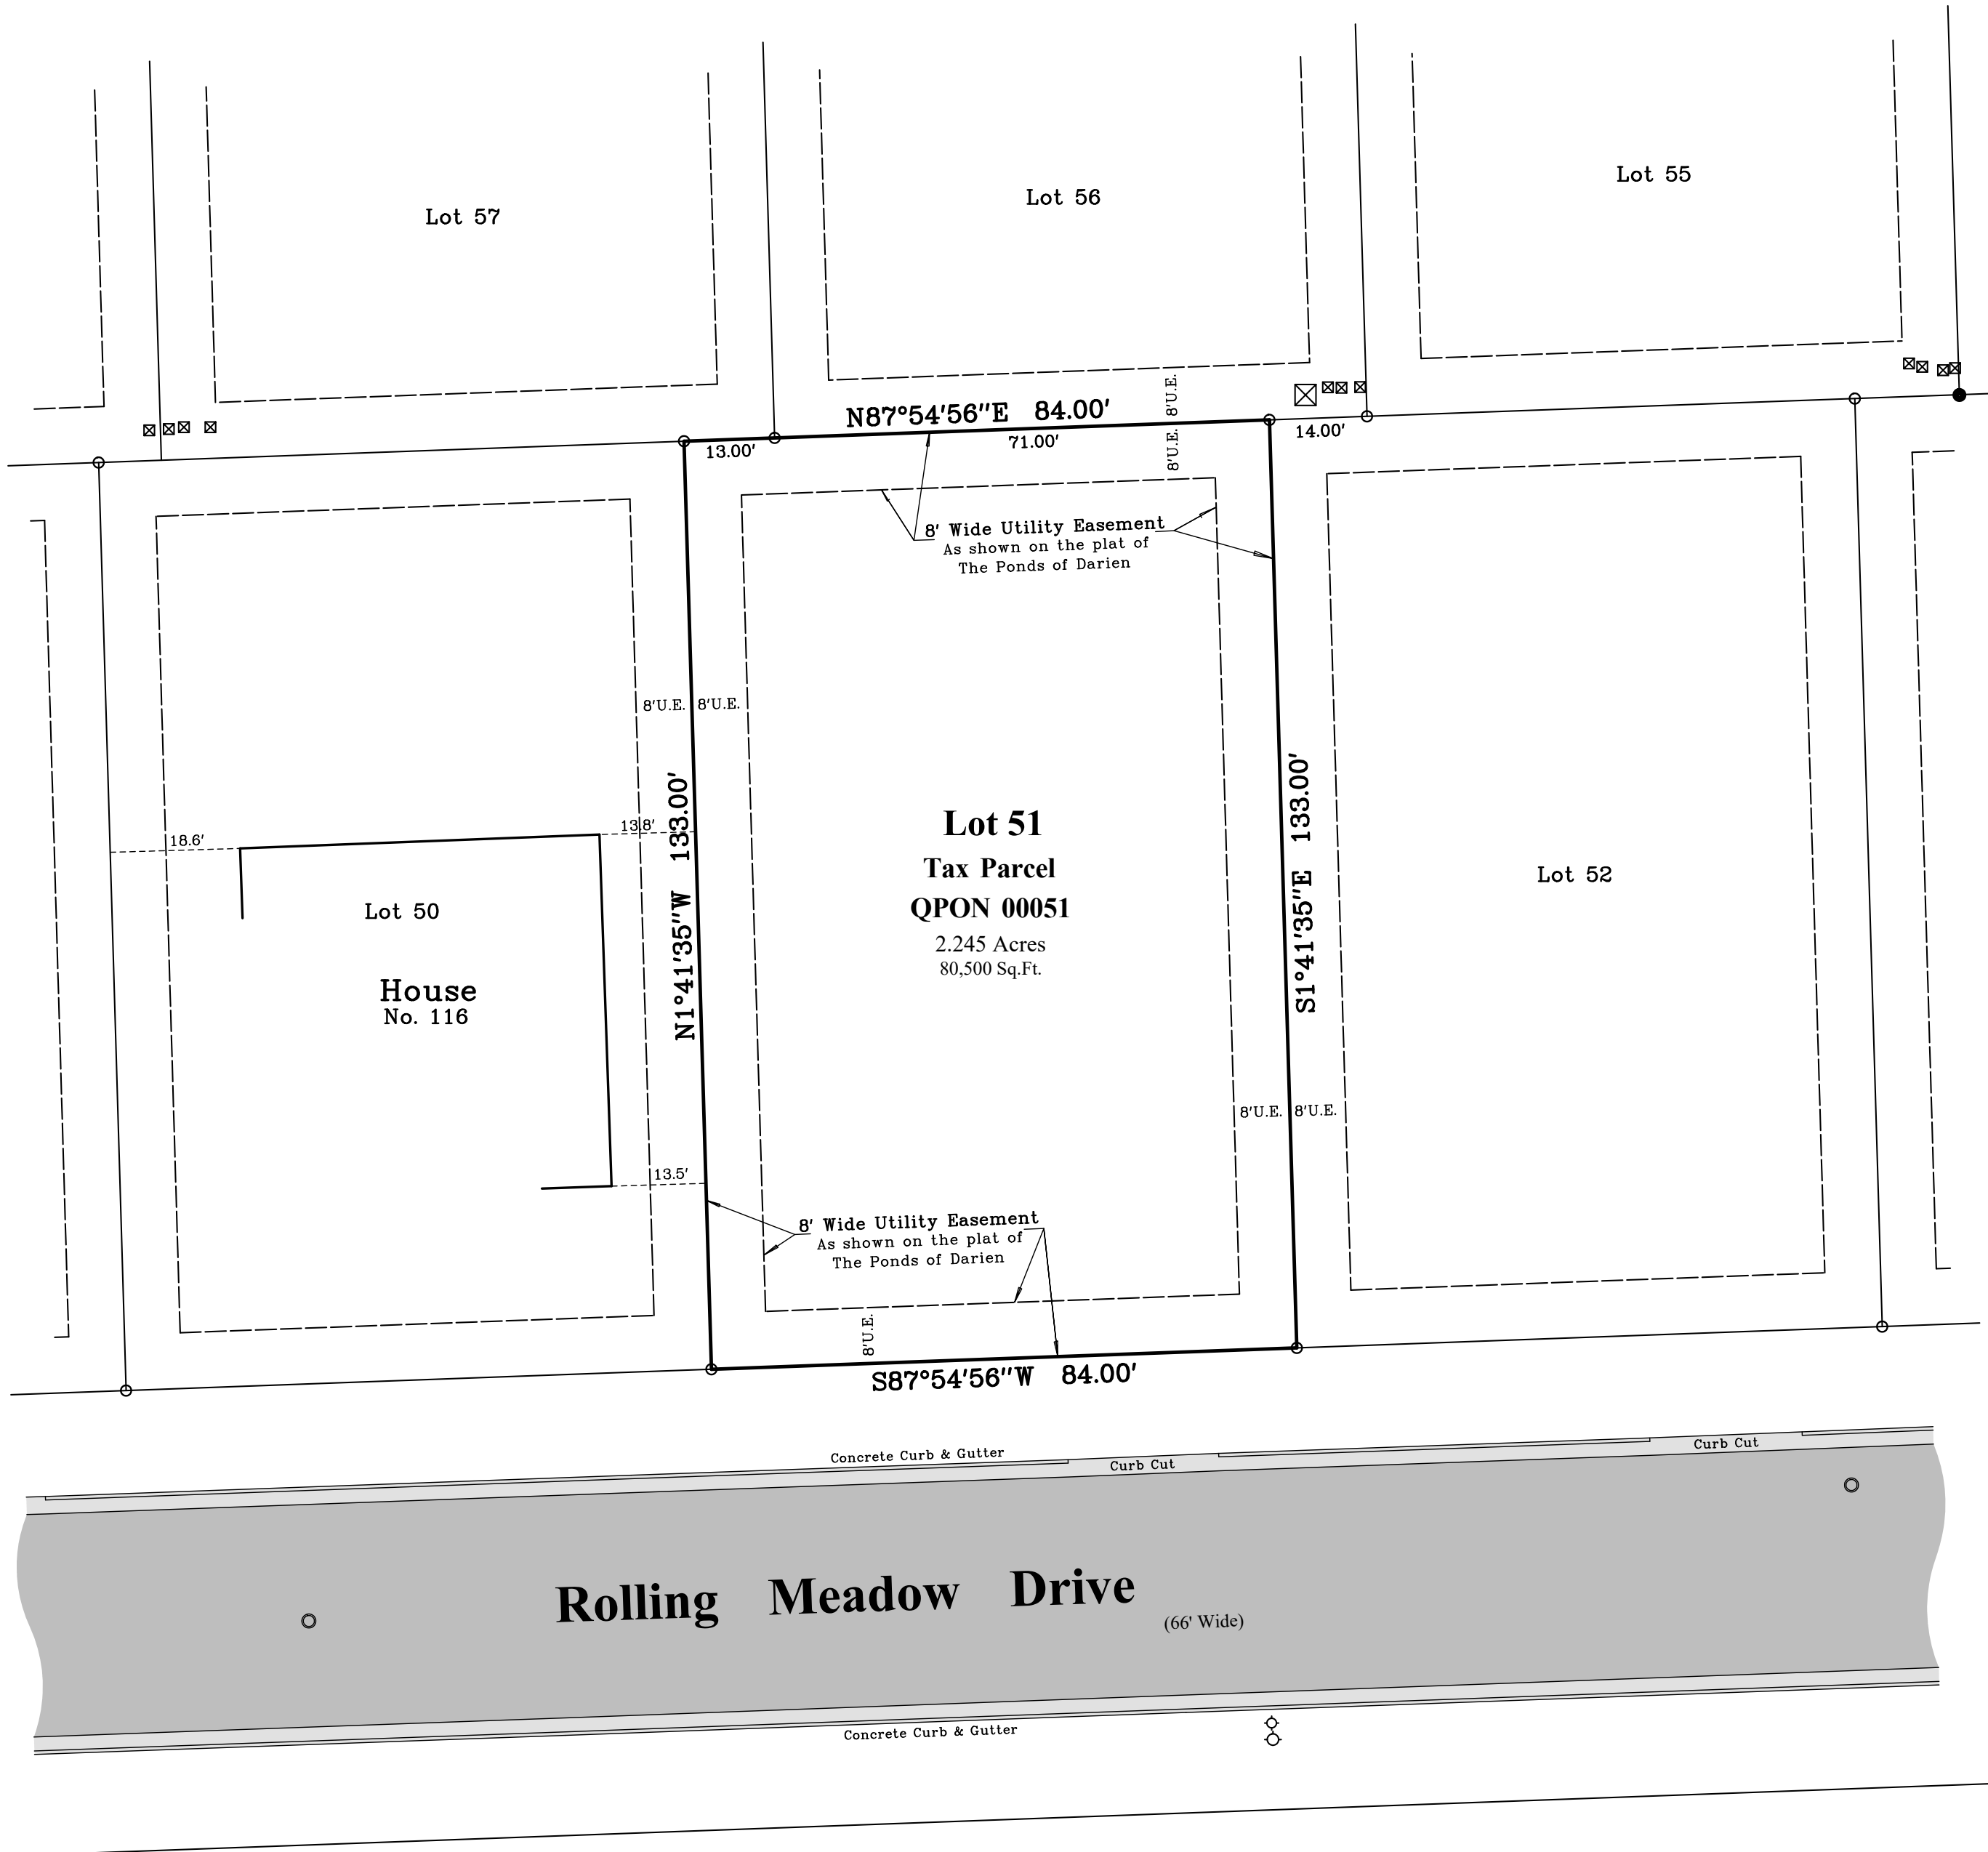 Lot 57
Lot 56
Lot 55
N87°54'56"E 84.00'
8'U.E.
8'U.E.
13.00'
71.00'
14.00'
8' Wide Utility Easement
As shown on the plat of
The Ponds of Darien
8'U.E.
8'U.E.
N1°41'35"W 133.00'
S1°41'35"E 133.00'
18.6'
13.8'
Lot 51
Tax Parcel
QPON 00051
2.245 Acres
80,500 Sq.Ft.
Lot 52
Lot 50
House
No. 116
8'U.E.
8'U.E.
13.5'
8' Wide Utility Easement
As shown on the plat of
The Ponds of Darien
8'U.E.
S87°54'56"W 84.00'
Concrete Curb & Gutter
Curb Cut
Curb Cut
Rolling Meadow Drive
(66' Wide)
Concrete Curb & Gutter